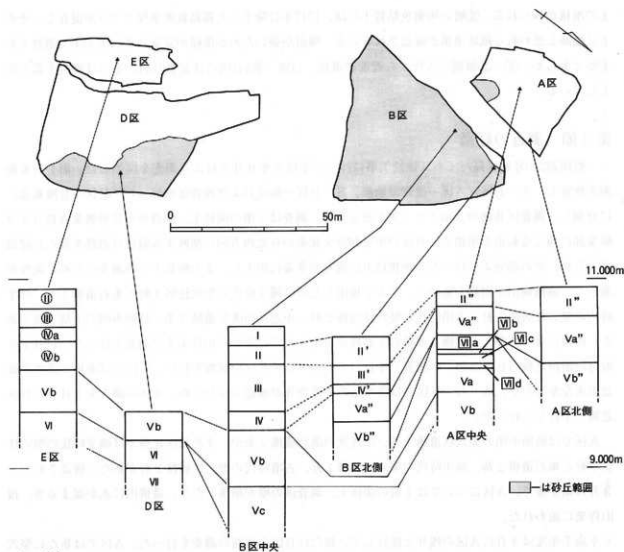 E区
D区
B区
A区
50m
11.000m
Ⅱ
Ⅲ
Ⅳa
Ⅳb
Ⅴb
Ⅵ
E区
Ⅴb
Ⅵ
Ⅶ
D区
Ⅰ
Ⅱ
Ⅲ
Ⅳ
Ⅴb
Ⅴc
B区中央
Ⅱ'
Ⅲ'
Ⅳ'
Ⅴa"
Ⅴb"
B区北側
Ⅱ"
Ⅴa"
Ⅵa
Ⅵb
Ⅵc
Ⅵd
Ⅴa
Ⅴb
A区中央
Ⅱ"
Ⅴa"
Ⅴb"
A区北側
9.000m
は砂丘範囲